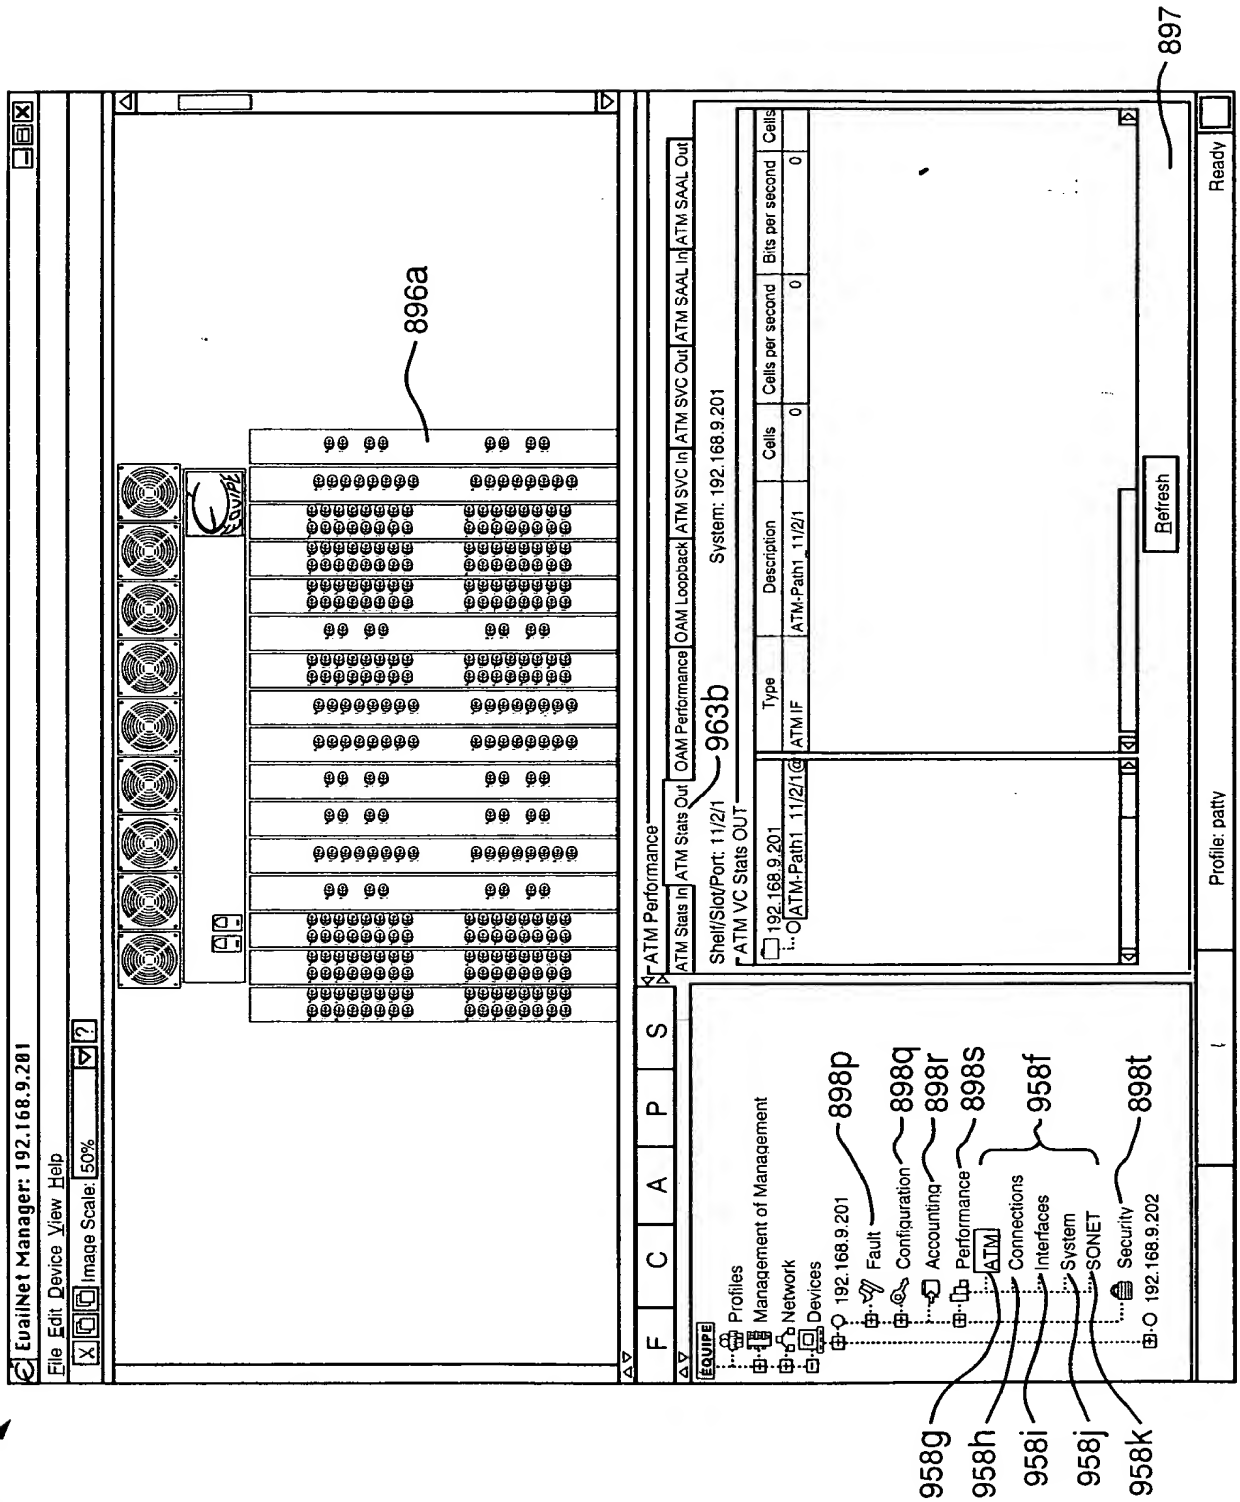 EuailNet Manager: 192.168.9.201
File Edit Device View Help
X
Image Scale: 50%
?
EQUIPE
896a
F C A P S
EQUIPE
Profiles
Management of Management
Network
Devices
192.168.9.201
Fault
Configuration
Accounting
Performance
ATM
Connections
Interfaces
System
SONET
Security
192.168.9.202
898p
898q
898r
898s
958f
898t
958g
958h
958i
958j
958k
ATM Performance
ATM Stats In ATM Stats Out OAM Performance OAM Loopback ATM SVC In ATM SVC Out ATM SAAL In ATM SAAL Out
963b
Shelf/Slot/Port: 11/2/1 System: 192.168.9.201
ATM VC Stats OUT
192.168.9.201
ATM-Path1 11/2/1@
Type Description Cells Cells per second Bits per second Cells
ATM IF ATM-Path1_11/2/1 0 0 0
Refresh
897
Profile: patty
Ready